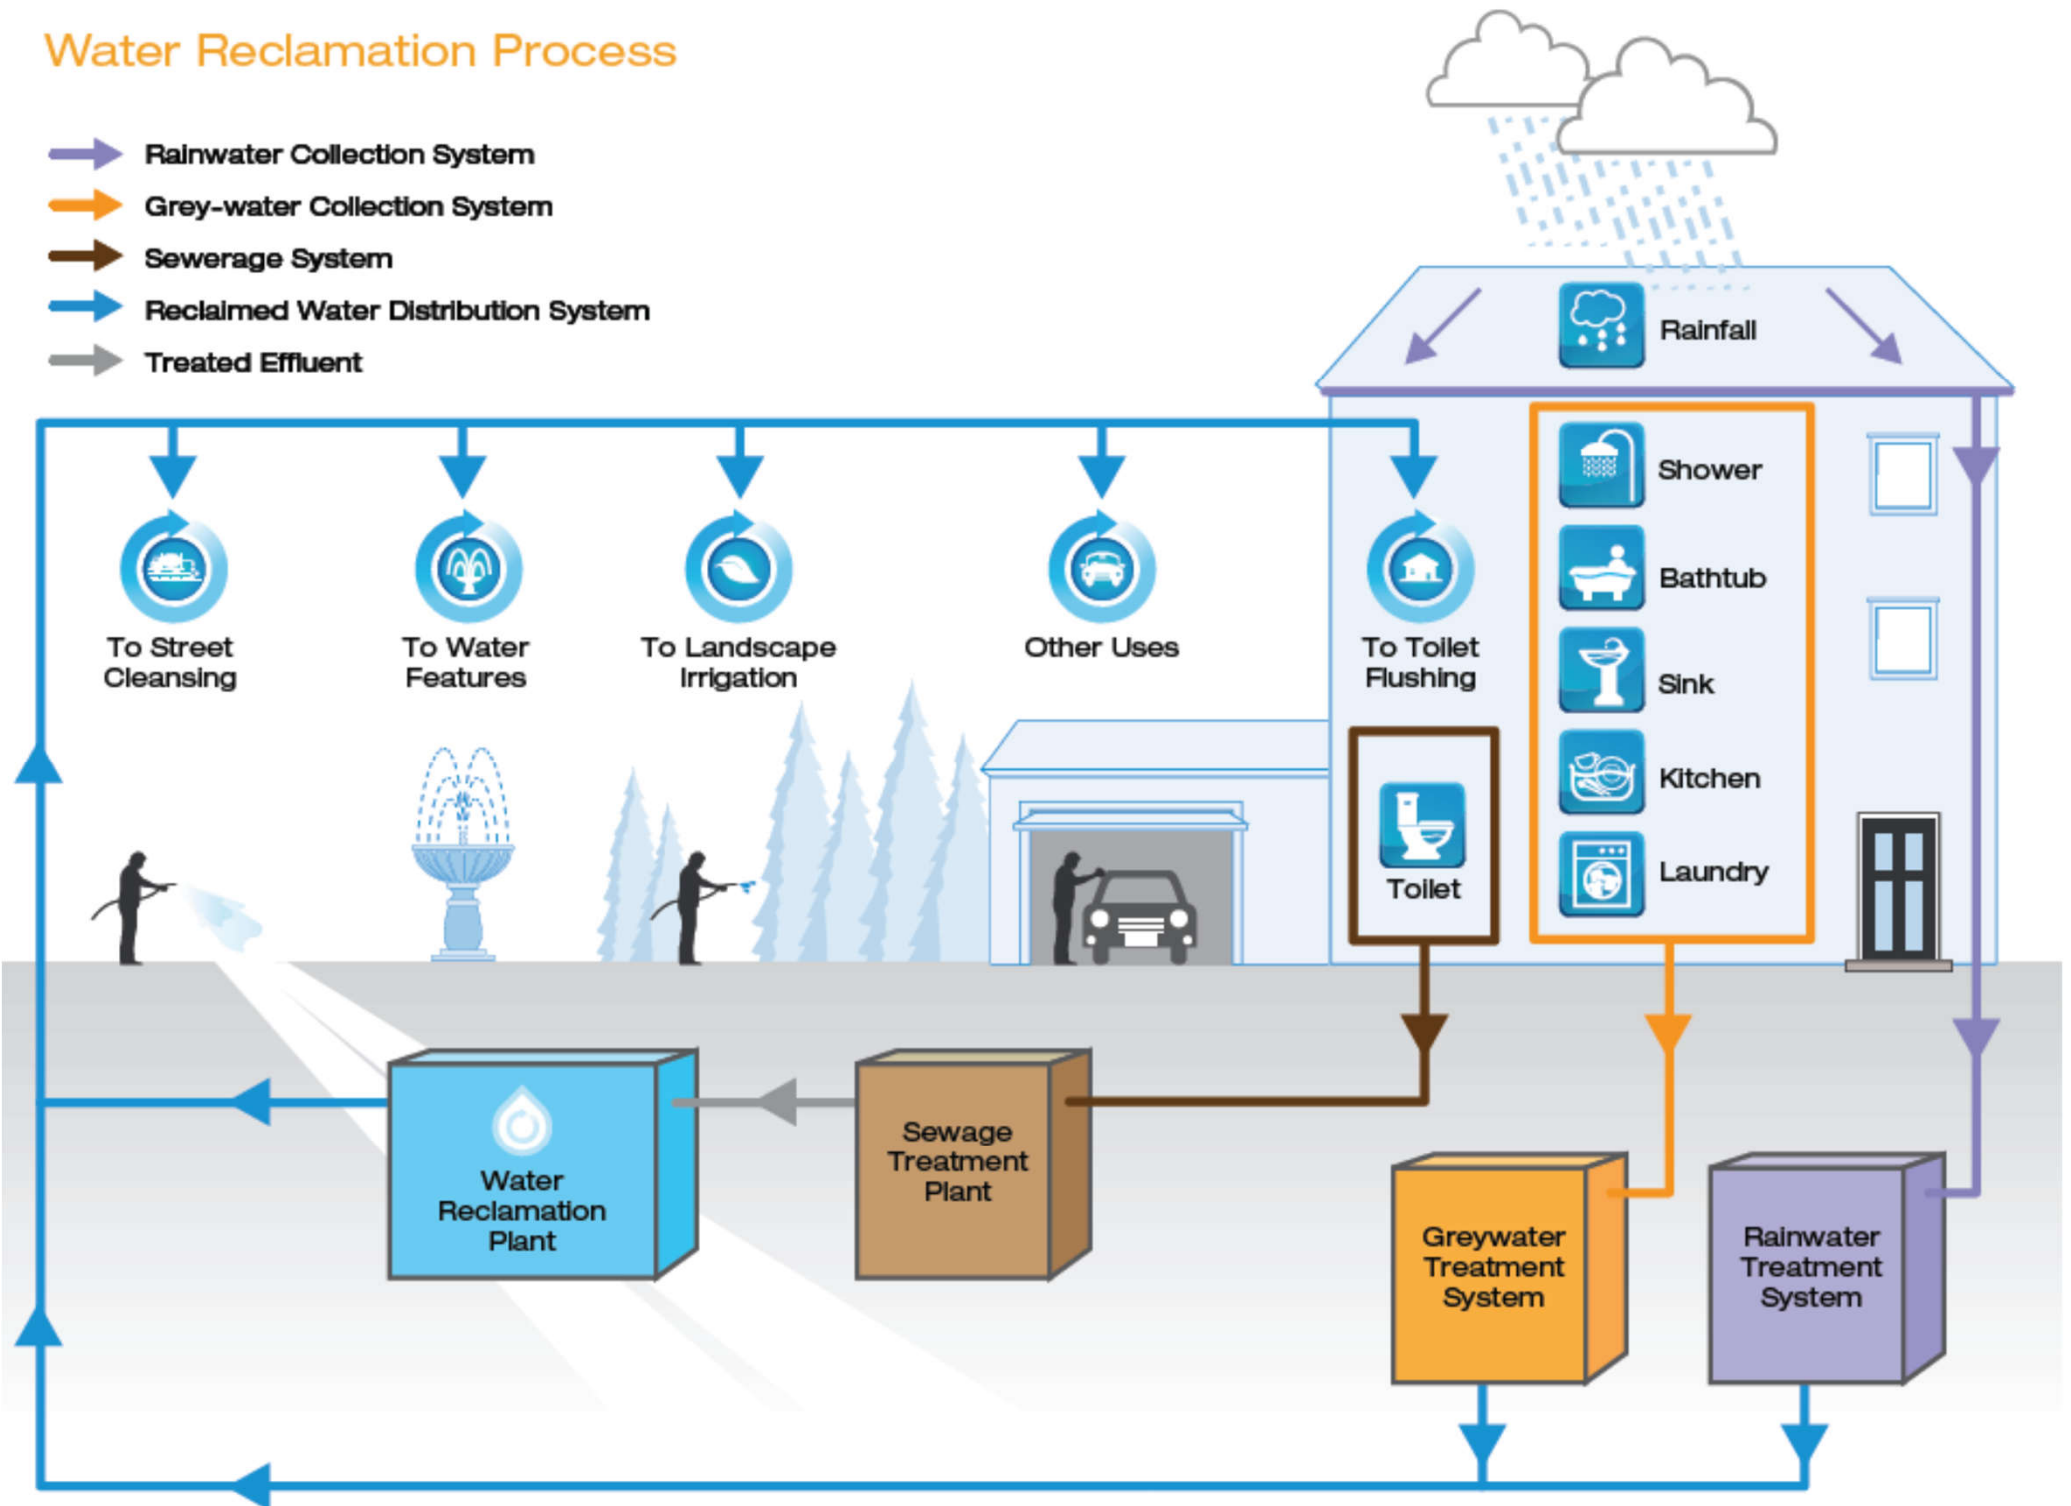 Water Reclamation Process
Rainwater Collection System
Grey-water Collection System
Sewerage System
Reclaimed Water Distribution System
Treated Effluent
Rainfall
Shower
Bathtub
Sink
Kitchen
Laundry
To Street
Cleansing
To Water
Features
To Landscape
Irrigation
Other Uses
To Toilet
Flushing
Toilet
Water
Reclamation
Plant
Sewage
Treatment
Plant
Greywater
Treatment
System
Rainwater
Treatment
System